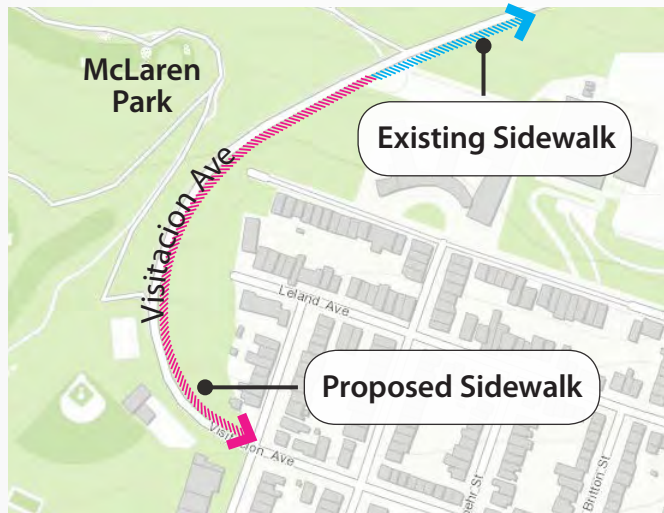 McLaren
Park
Existing Sidewalk
Visitacion Ave
Leland Ave
Proposed Sidewalk
Visitacion Ave
Britton St